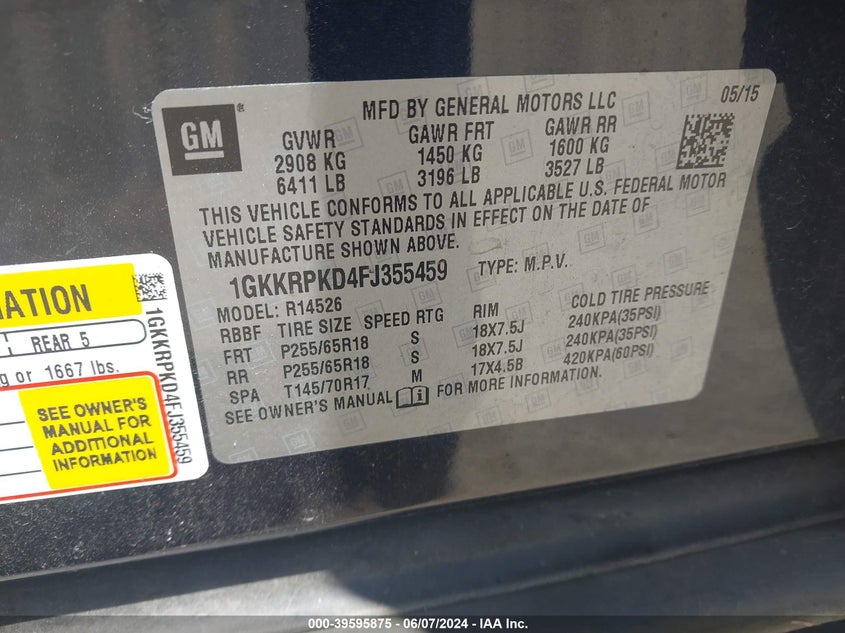 GM ®
MFD BY GENERAL MOTORS LLC
05/15
GVWR GAWR FRT GAWR RR
2908 KG 1450 KG 1600 KG
6411 LB 3196 LB 3527 LB
THIS VEHICLE CONFORMS TO ALL APPLICABLE U.S. FEDERAL MOTOR
VEHICLE SAFETY STANDARDS IN EFFECT ON THE DATE OF
MANUFACTURE SHOWN ABOVE.
1GKKRPKD4FJ355459 TYPE: M.P.V.
MODEL: R14526
RBBF TIRE SIZE SPEED RTG RIM COLD TIRE PRESSURE
FRT P255/65R18 S 18X7.5J 240KPA(35PSI)
RR P255/65R18 S 18X7.5J 240KPA(35PSI)
SPA T145/70R17 M 17X4.5B 420KPA(60PSI)
SEE OWNER'S MANUAL i FOR MORE INFORMATION.
REAR 5
or 1667 lbs.
SEE OWNER'S
MANUAL FOR
ADDITIONAL
INFORMATION
1GKKRPKD4FJ355459
000-39595875 - 06/07/2024 - IAA Inc.